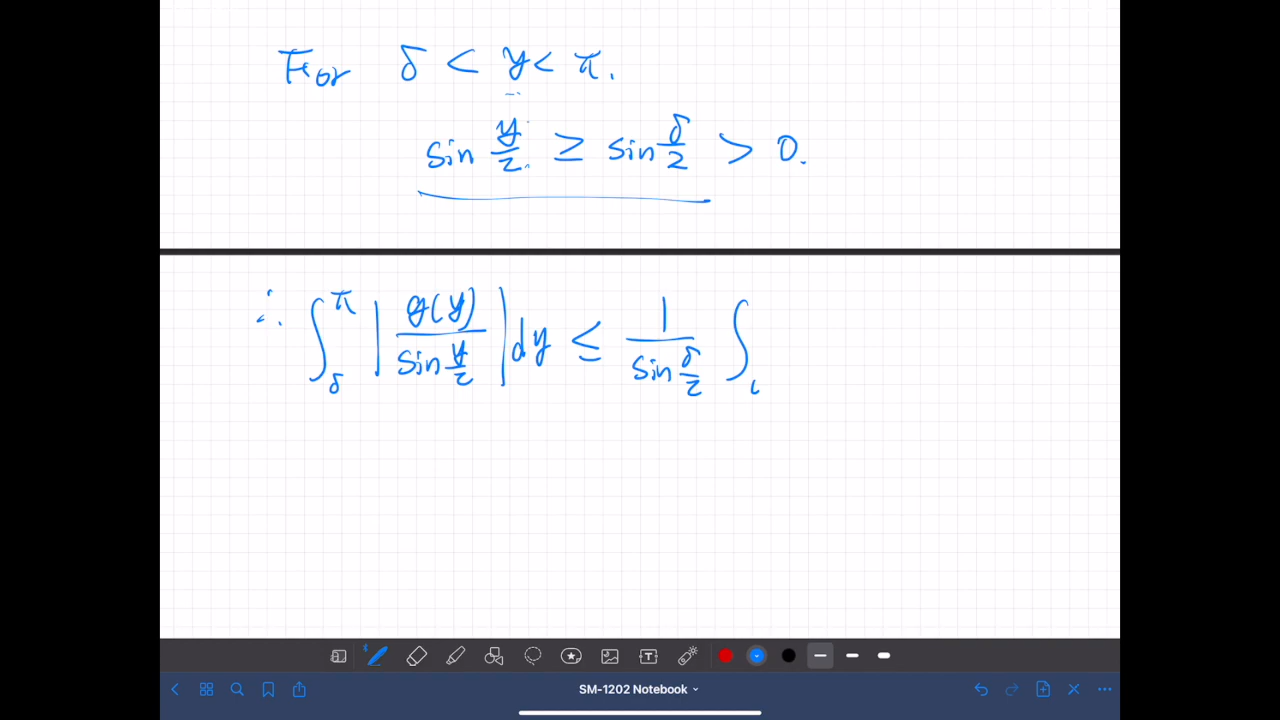 For δ < y < π.
sin y/2 ≥ sin δ/2 > 0.
∴ ∫_δ^π | g(y) / sin y/2 | dy ≤ 1 / sin δ/2 ∫
SM-1202 Notebook